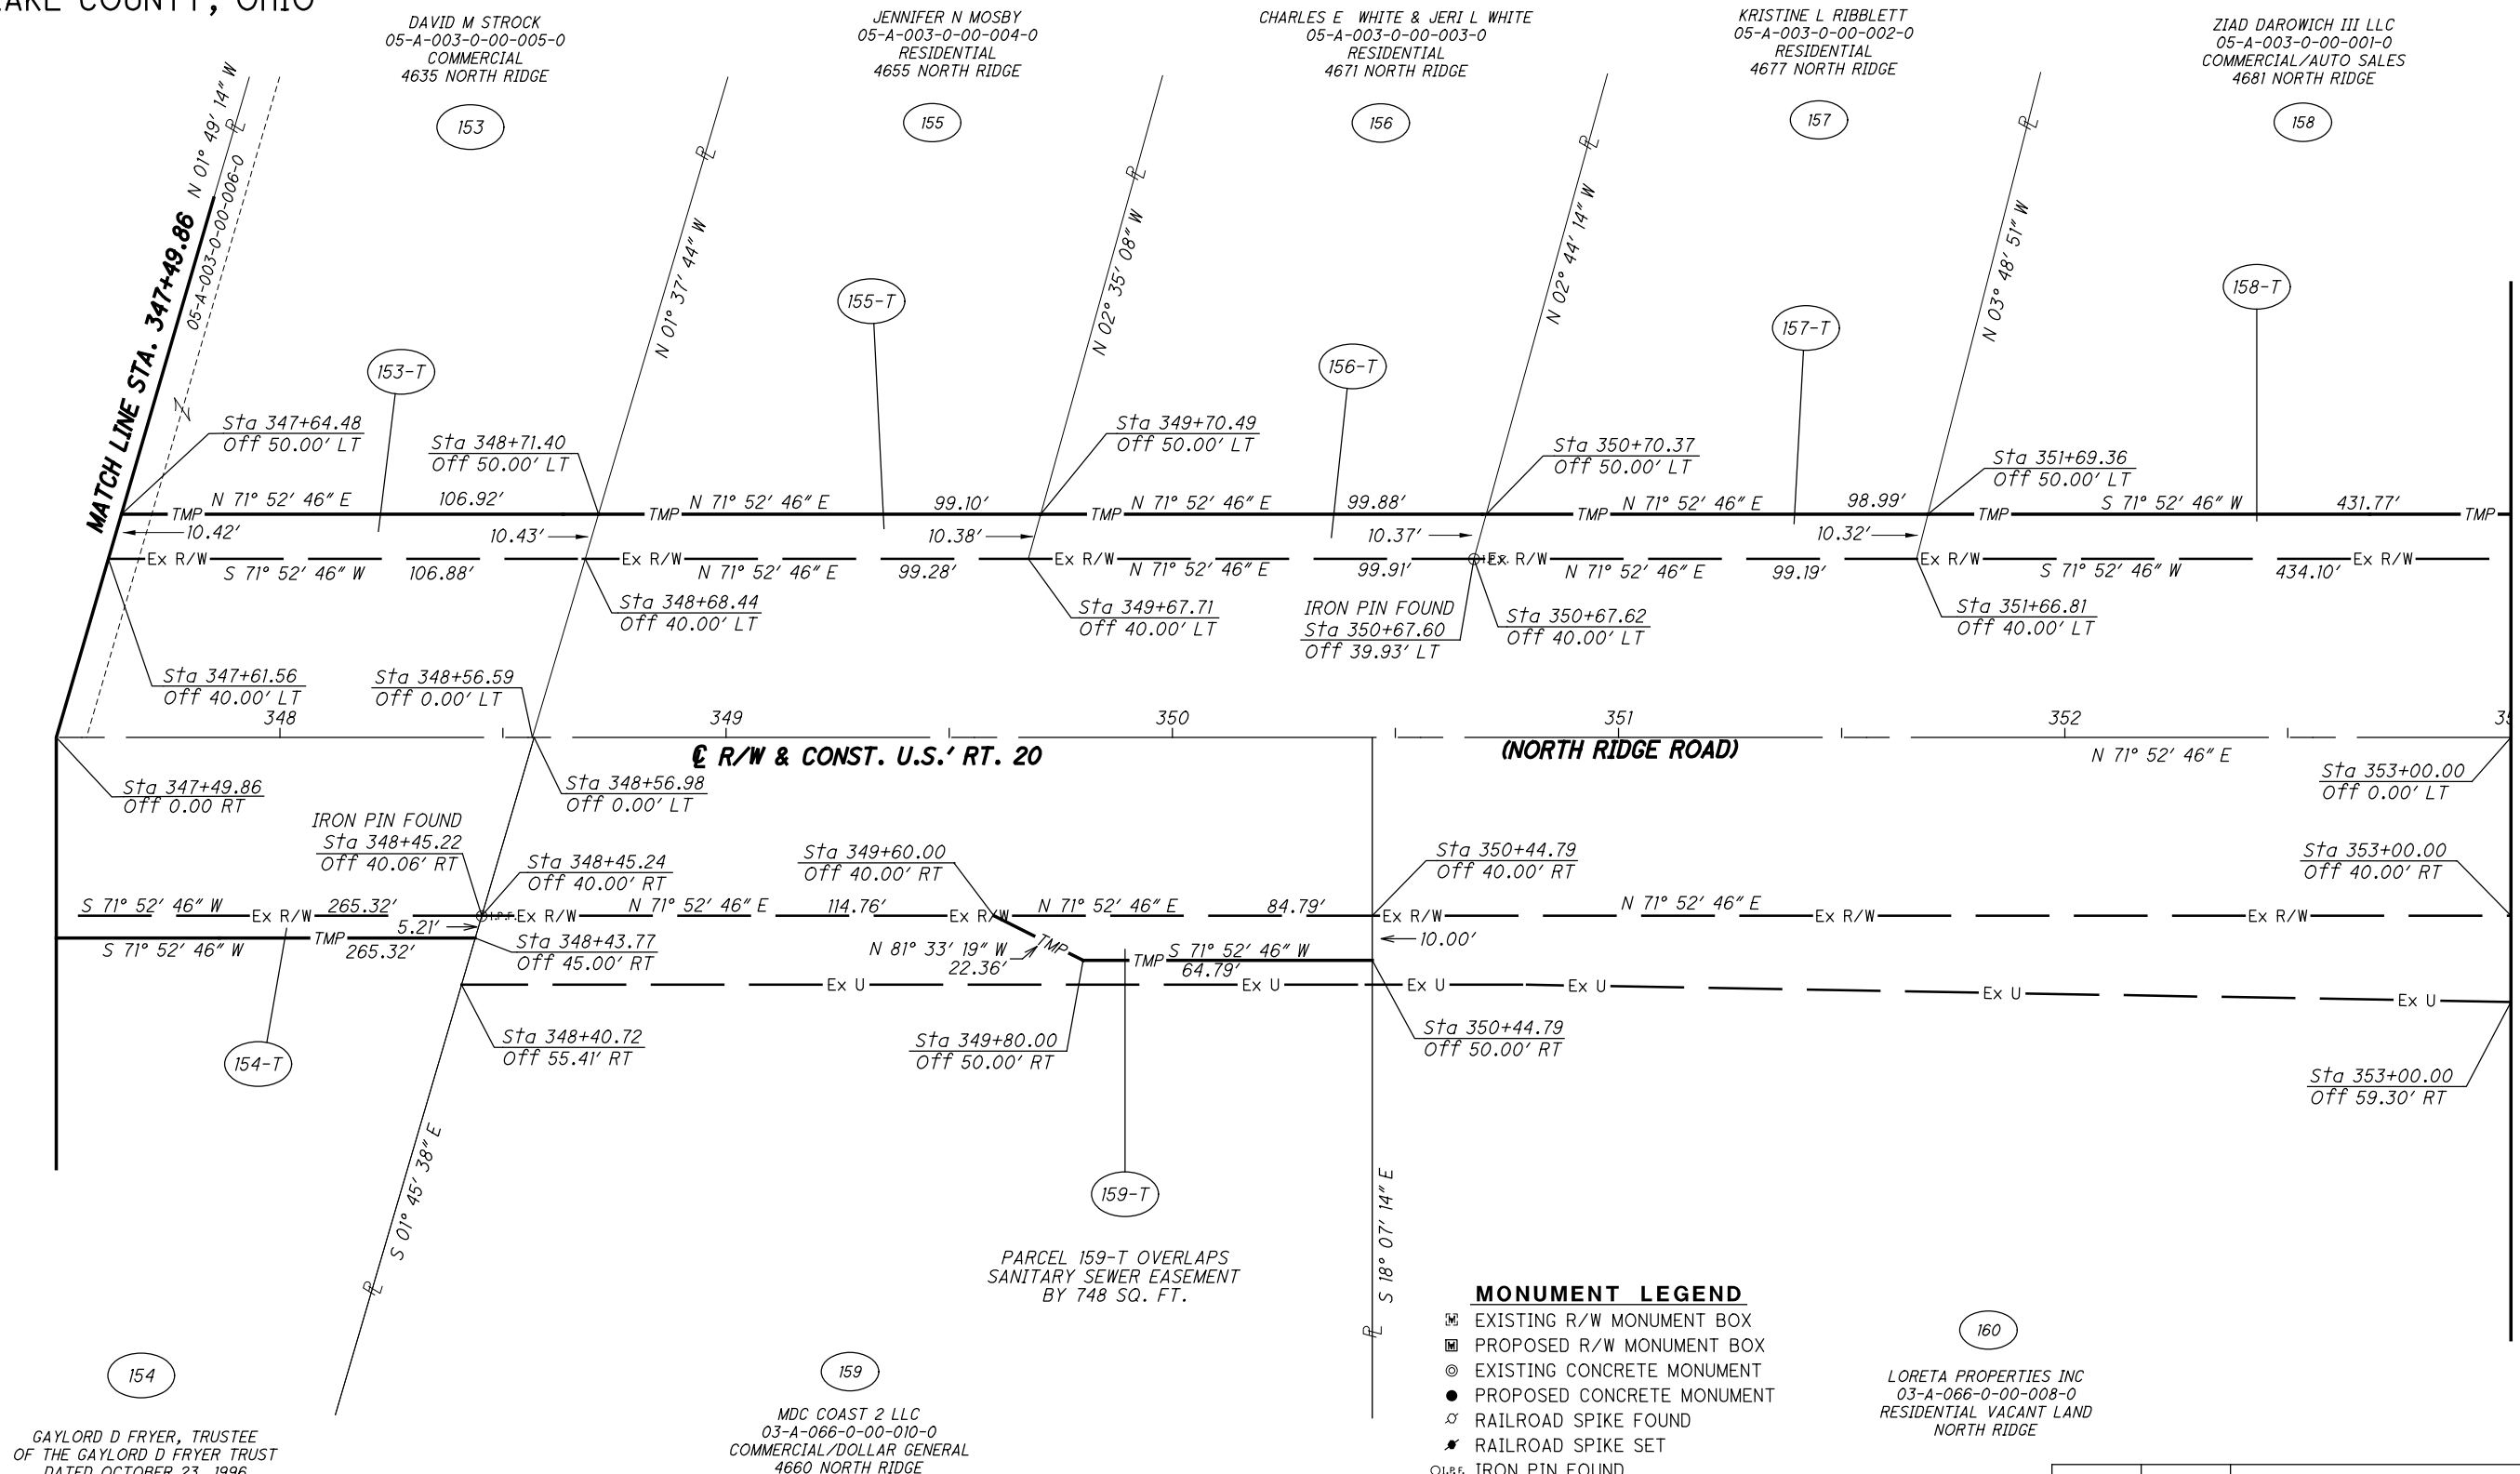 LAKE COUNTY, OHIO
DAVID M STROCK
05-A-003-0-00-005-0
COMMERCIAL
4635 NORTH RIDGE
153
JENNIFER N MOSBY
05-A-003-0-00-004-0
RESIDENTIAL
4655 NORTH RIDGE
155
CHARLES E WHITE & JERI L WHITE
05-A-003-0-00-003-0
RESIDENTIAL
4671 NORTH RIDGE
156
KRISTINE L RIBBLETT
05-A-003-0-00-002-0
RESIDENTIAL
4677 NORTH RIDGE
157
ZIAD DAROWICH III LLC
05-A-003-0-00-001-0
COMMERCIAL/AUTO SALES
4681 NORTH RIDGE
158
MATCH LINE STA. 347+49.86
N 01° 49' 14" W
05-A-003-0-00-006-0
N 01° 37' 44" W
N 02° 35' 08" W
N 02° 44' 14" W
N 03° 48' 51" W
153-T
155-T
156-T
157-T
158-T
Sta 347+64.48
Off 50.00' LT
Sta 348+71.40
Off 50.00' LT
Sta 349+70.49
Off 50.00' LT
Sta 350+70.37
Off 50.00' LT
Sta 351+69.36
Off 50.00' LT
TMP N 71° 52' 46" E 106.92'
TMP N 71° 52' 46" E 99.10'
TMP N 71° 52' 46" E 99.88'
TMP N 71° 52' 46" E 98.99'
TMP S 71° 52' 46" W 431.77' TMP
10.42'
10.43'
10.38'
10.37'
10.32'
Ex R/W
Ex R/W
Ex R/W
Ex R/W
Ex R/W
Ex R/W
S 71° 52' 46" W 106.88'
N 71° 52' 46" E 99.28'
N 71° 52' 46" E 99.91'
N 71° 52' 46" E 99.19'
S 71° 52' 46" W 434.10'
Sta 348+68.44
Off 40.00' LT
Sta 349+67.71
Off 40.00' LT
IRON PIN FOUND
Sta 350+67.60
Off 39.93' LT
Sta 350+67.62
Off 40.00' LT
Sta 351+66.81
Off 40.00' LT
Sta 347+61.56
Off 40.00' LT
Sta 348+56.59
Off 0.00' LT
348
349
350
351
352
℄ R/W & CONST. U.S.' RT. 20
(NORTH RIDGE ROAD)
N 71° 52' 46" E
Sta 347+49.86
Off 0.00 RT
Sta 348+56.98
Off 0.00' LT
Sta 353+00.00
Off 0.00' LT
IRON PIN FOUND
Sta 348+45.22
Off 40.06' RT
Sta 348+45.24
Off 40.00' RT
Sta 349+60.00
Off 40.00' RT
Sta 350+44.79
Off 40.00' RT
Sta 353+00.00
Off 40.00' RT
S 71° 52' 46" W Ex R/W 265.32'
I.P.F. Ex R/W N 71° 52' 46" E 114.76' Ex R/W
N 71° 52' 46" E 84.79' Ex R/W
N 71° 52' 46" E Ex R/W Ex R/W
5.21'
S 71° 52' 46" W TMP 265.32'
Sta 348+43.77
Off 45.00' RT
N 81° 33' 19" W
22.36'
TMP
TMP S 71° 52' 46" W
64.79'
10.00'
Ex U
Ex U
Ex U
Ex U
Ex U
Ex U
Sta 348+40.72
Off 55.41' RT
Sta 349+80.00
Off 50.00' RT
Sta 350+44.79
Off 50.00' RT
Sta 353+00.00
Off 59.30' RT
154-T
159-T
S 01° 45' 38" E
S 18° 07' 14" E
PARCEL 159-T OVERLAPS
SANITARY SEWER EASEMENT
BY 748 SQ. FT.
MONUMENT LEGEND
EXISTING R/W MONUMENT BOX
PROPOSED R/W MONUMENT BOX
EXISTING CONCRETE MONUMENT
PROPOSED CONCRETE MONUMENT
RAILROAD SPIKE FOUND
RAILROAD SPIKE SET
I.P.F. IRON PIN FOUND
154
GAYLORD D FRYER, TRUSTEE
OF THE GAYLORD D FRYER TRUST
DATED OCTOBER 23, 1996
159
MDC COAST 2 LLC
03-A-066-0-00-010-0
COMMERCIAL/DOLLAR GENERAL
4660 NORTH RIDGE
160
LORETA PROPERTIES INC
03-A-066-0-00-008-0
RESIDENTIAL VACANT LAND
NORTH RIDGE